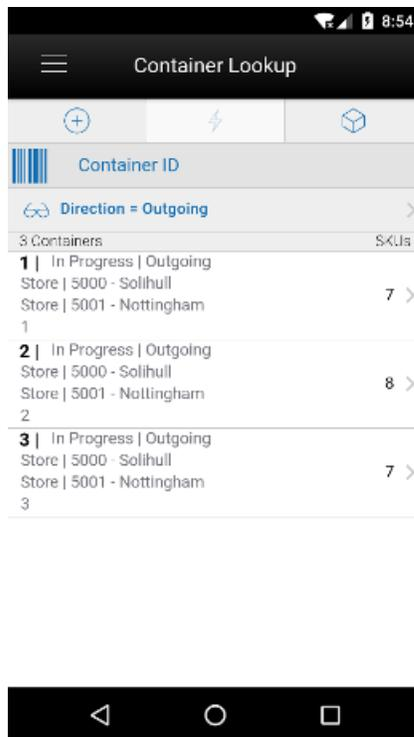 8:54
Container Lookup
Container ID
Direction = Outgoing
3 Containers SKUs
1 | In Progress | Outgoing
Store | 5000 - Solihull
Store | 5001 - Nottingham
7
1
2 | In Progress | Outgoing
Store | 5000 - Solihull
Store | 5001 - Nottingham
8
2
3 | In Progress | Outgoing
Store | 5000 - Solihull
Store | 5001 - Nottingham
7
3